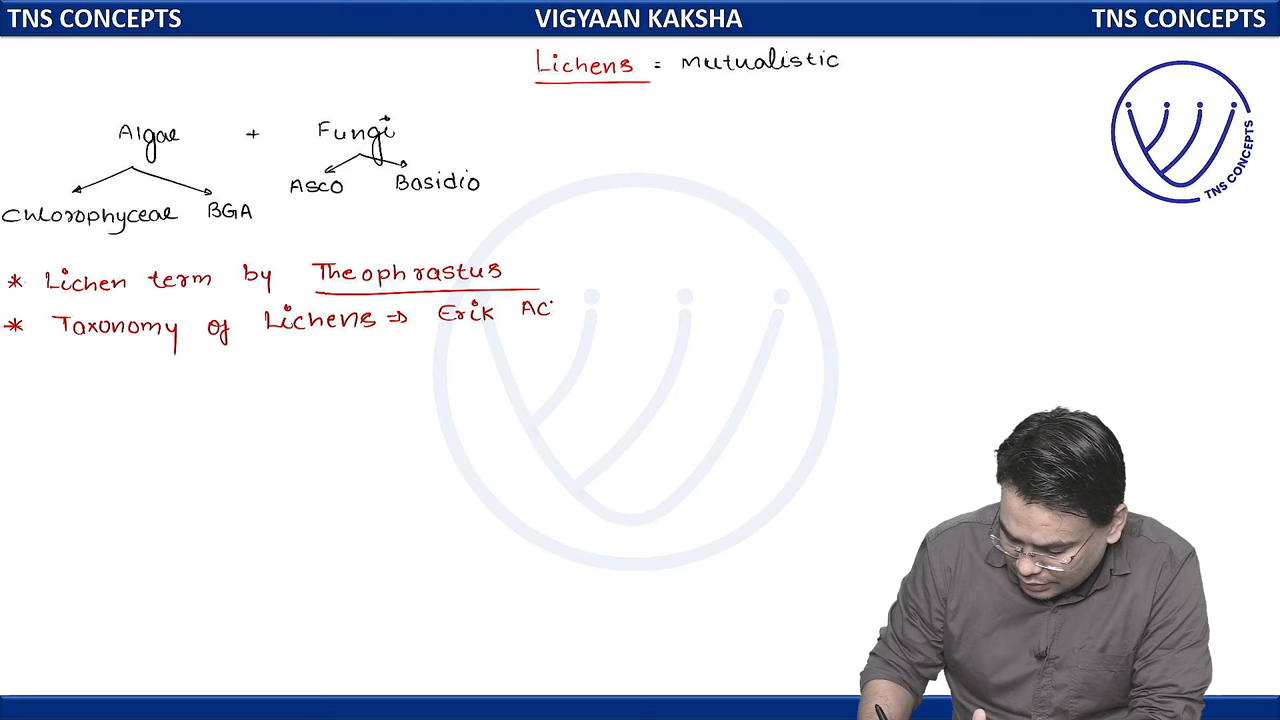 TNS CONCEPTS VIGYAAN KAKSHA TNS CONCEPTS
Lichens = mutualistic
TNS CONCEPTS
Algae + Fungi
Asco Basidio
Chlorophyceae BGA
* Lichen term by Theophrastus
* Taxonomy of Lichens ⇒ Erik AC